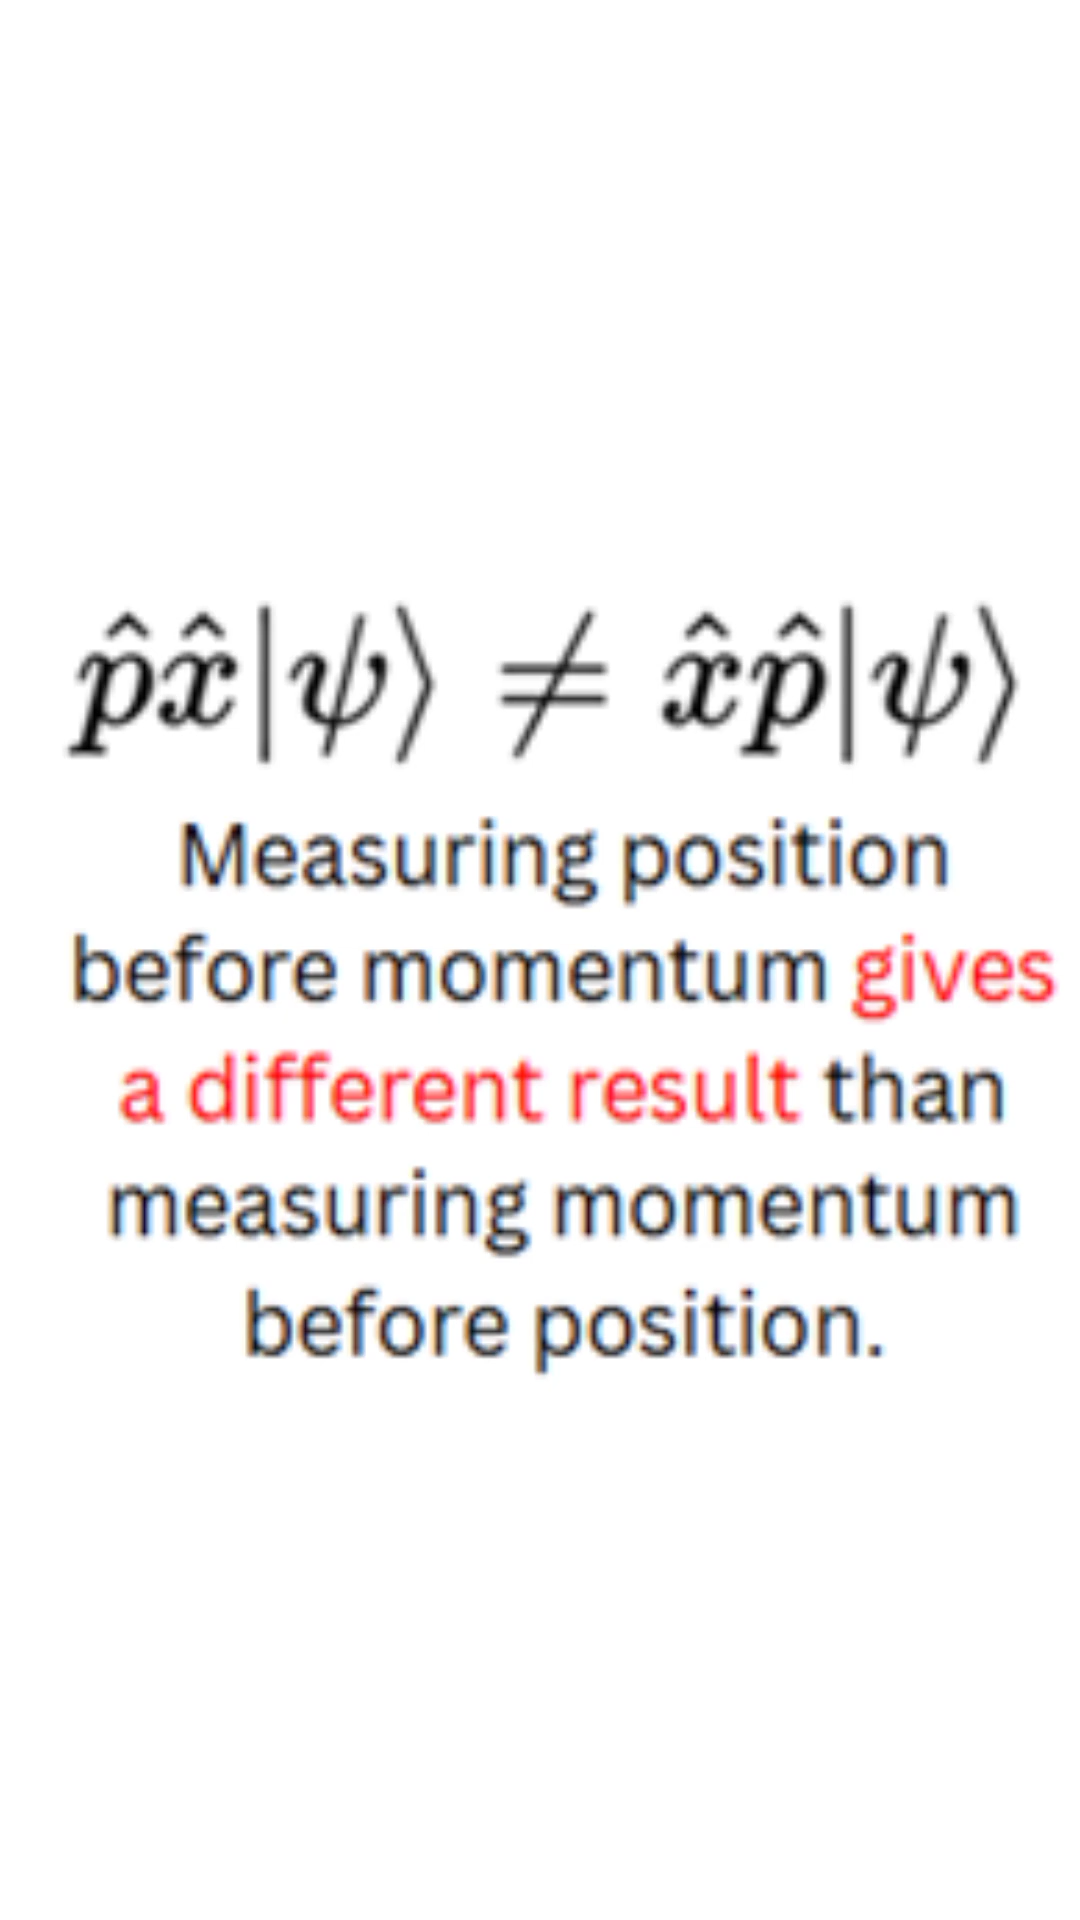 p̂x̂|ψ⟩ ≠ x̂p̂|ψ⟩
Measuring position
before momentum gives
a different result than
measuring momentum
before position.